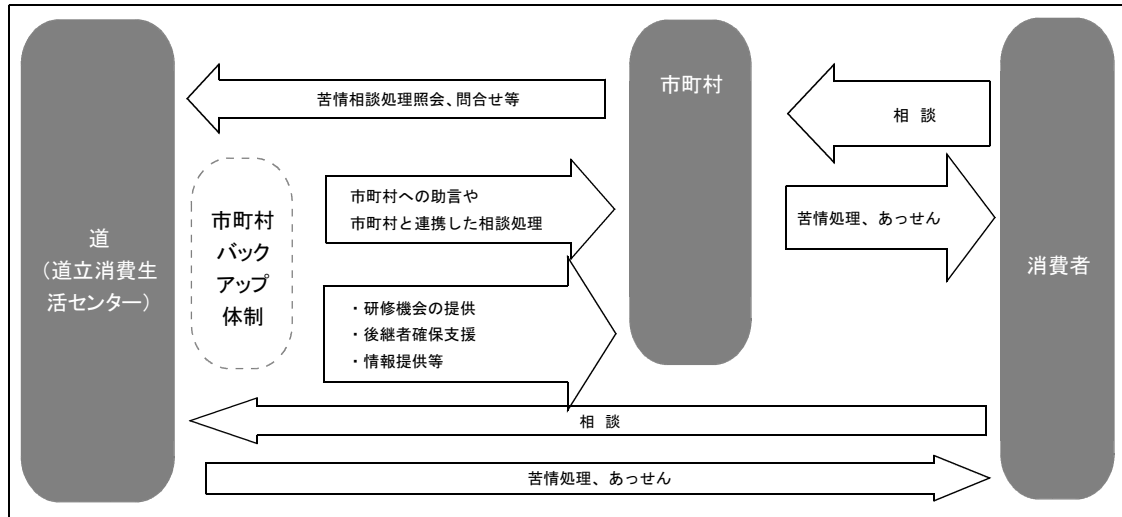 道
（道立消費生
活センター）
苦情相談処理照会、問合せ等
市町村
バック
アップ
体制
市町村への助言や
市町村と連携した相談処理
・研修機会の提供
・後継者確保支援
・情報提供等
市町村
相 談
苦情処理、あっせん
消費者
相 談
苦情処理、あっせん